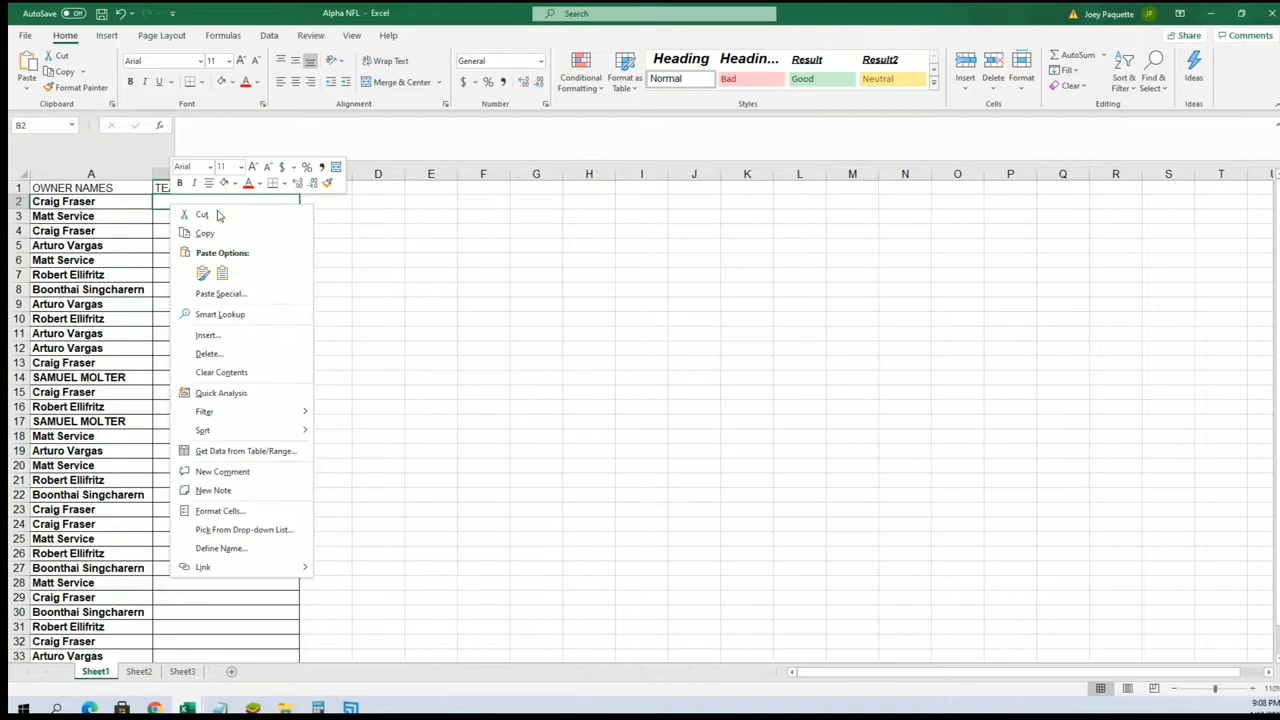 AutoSave Off
Alpha NFL - Excel
Search
Joey Paquette JP
File Home Insert Page Layout Formulas Data Review View Help
Share Comments
Paste
Cut
Copy
Format Painter
Clipboard
Arial 11
B I U
Font
Wrap Text
Merge & Center
Alignment
General
$ % ,
Number
Conditional Formatting
Format as Table
Heading Heading... Result Result2
Normal Bad Good Neutral
Styles
Insert Delete Format
Cells
AutoSum
Fill
Clear
Sort & Filter
Find & Select
Editing
Ideas
Ideas
B2
fx
Arial 11 A A $ % ,
B I A
A D E F G H I J K L M N O P Q R S T
1 OWNER NAMES TEA
2 Craig Fraser
3 Matt Service
4 Craig Fraser
5 Arturo Vargas
6 Matt Service
7 Robert Ellifritz
8 Boonthai Singcharern
9 Arturo Vargas
10 Robert Ellifritz
11 Arturo Vargas
12 Arturo Vargas
13 Craig Fraser
14 SAMUEL MOLTER
15 Craig Fraser
16 Robert Ellifritz
17 SAMUEL MOLTER
18 Matt Service
19 Arturo Vargas
20 Matt Service
21 Robert Ellifritz
22 Boonthai Singcharern
23 Craig Fraser
24 Craig Fraser
25 Matt Service
26 Robert Ellifritz
27 Boonthai Singcharern
28 Matt Service
29 Craig Fraser
30 Boonthai Singcharern
31 Robert Ellifritz
32 Craig Fraser
33 Arturo Vargas
Cut
Copy
Paste Options:
Paste Special...
Smart Lookup
Insert...
Delete...
Clear Contents
Quick Analysis
Filter
Sort
Get Data from Table/Range...
New Comment
New Note
Format Cells...
Pick From Drop-down List...
Define Name...
Link
Sheet1 Sheet2 Sheet3
110%
9:08 PM